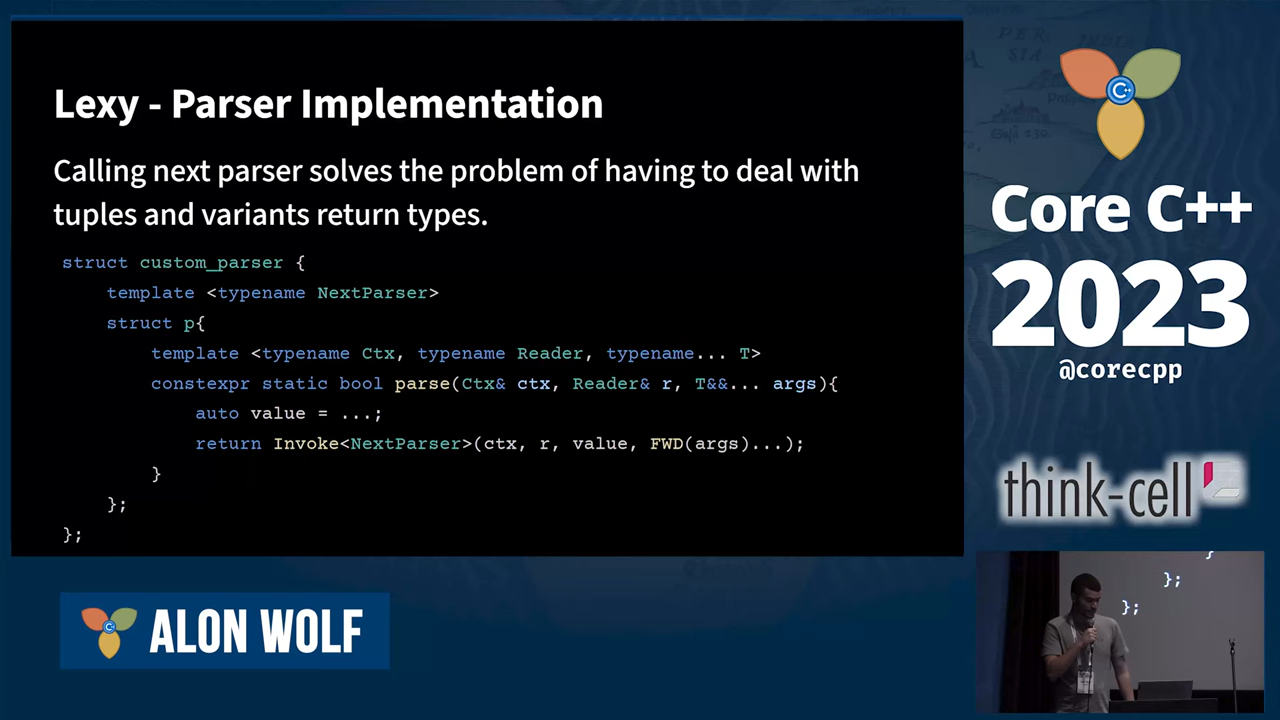 Lexy - Parser Implementation
Calling next parser solves the problem of having to deal with
tuples and variants return types.
struct custom_parser {
template <typename NextParser>
struct p{
template <typename Ctx, typename Reader, typename... T>
constexpr static bool parse(Ctx& ctx, Reader& r, T&&... args){
auto value = ...;
return Invoke<NextParser>(ctx, r, value, FWD(args)...);
}
};
};
C++
Core C++
2023
@corecpp
think-cell
}
};
};
ALON WOLF